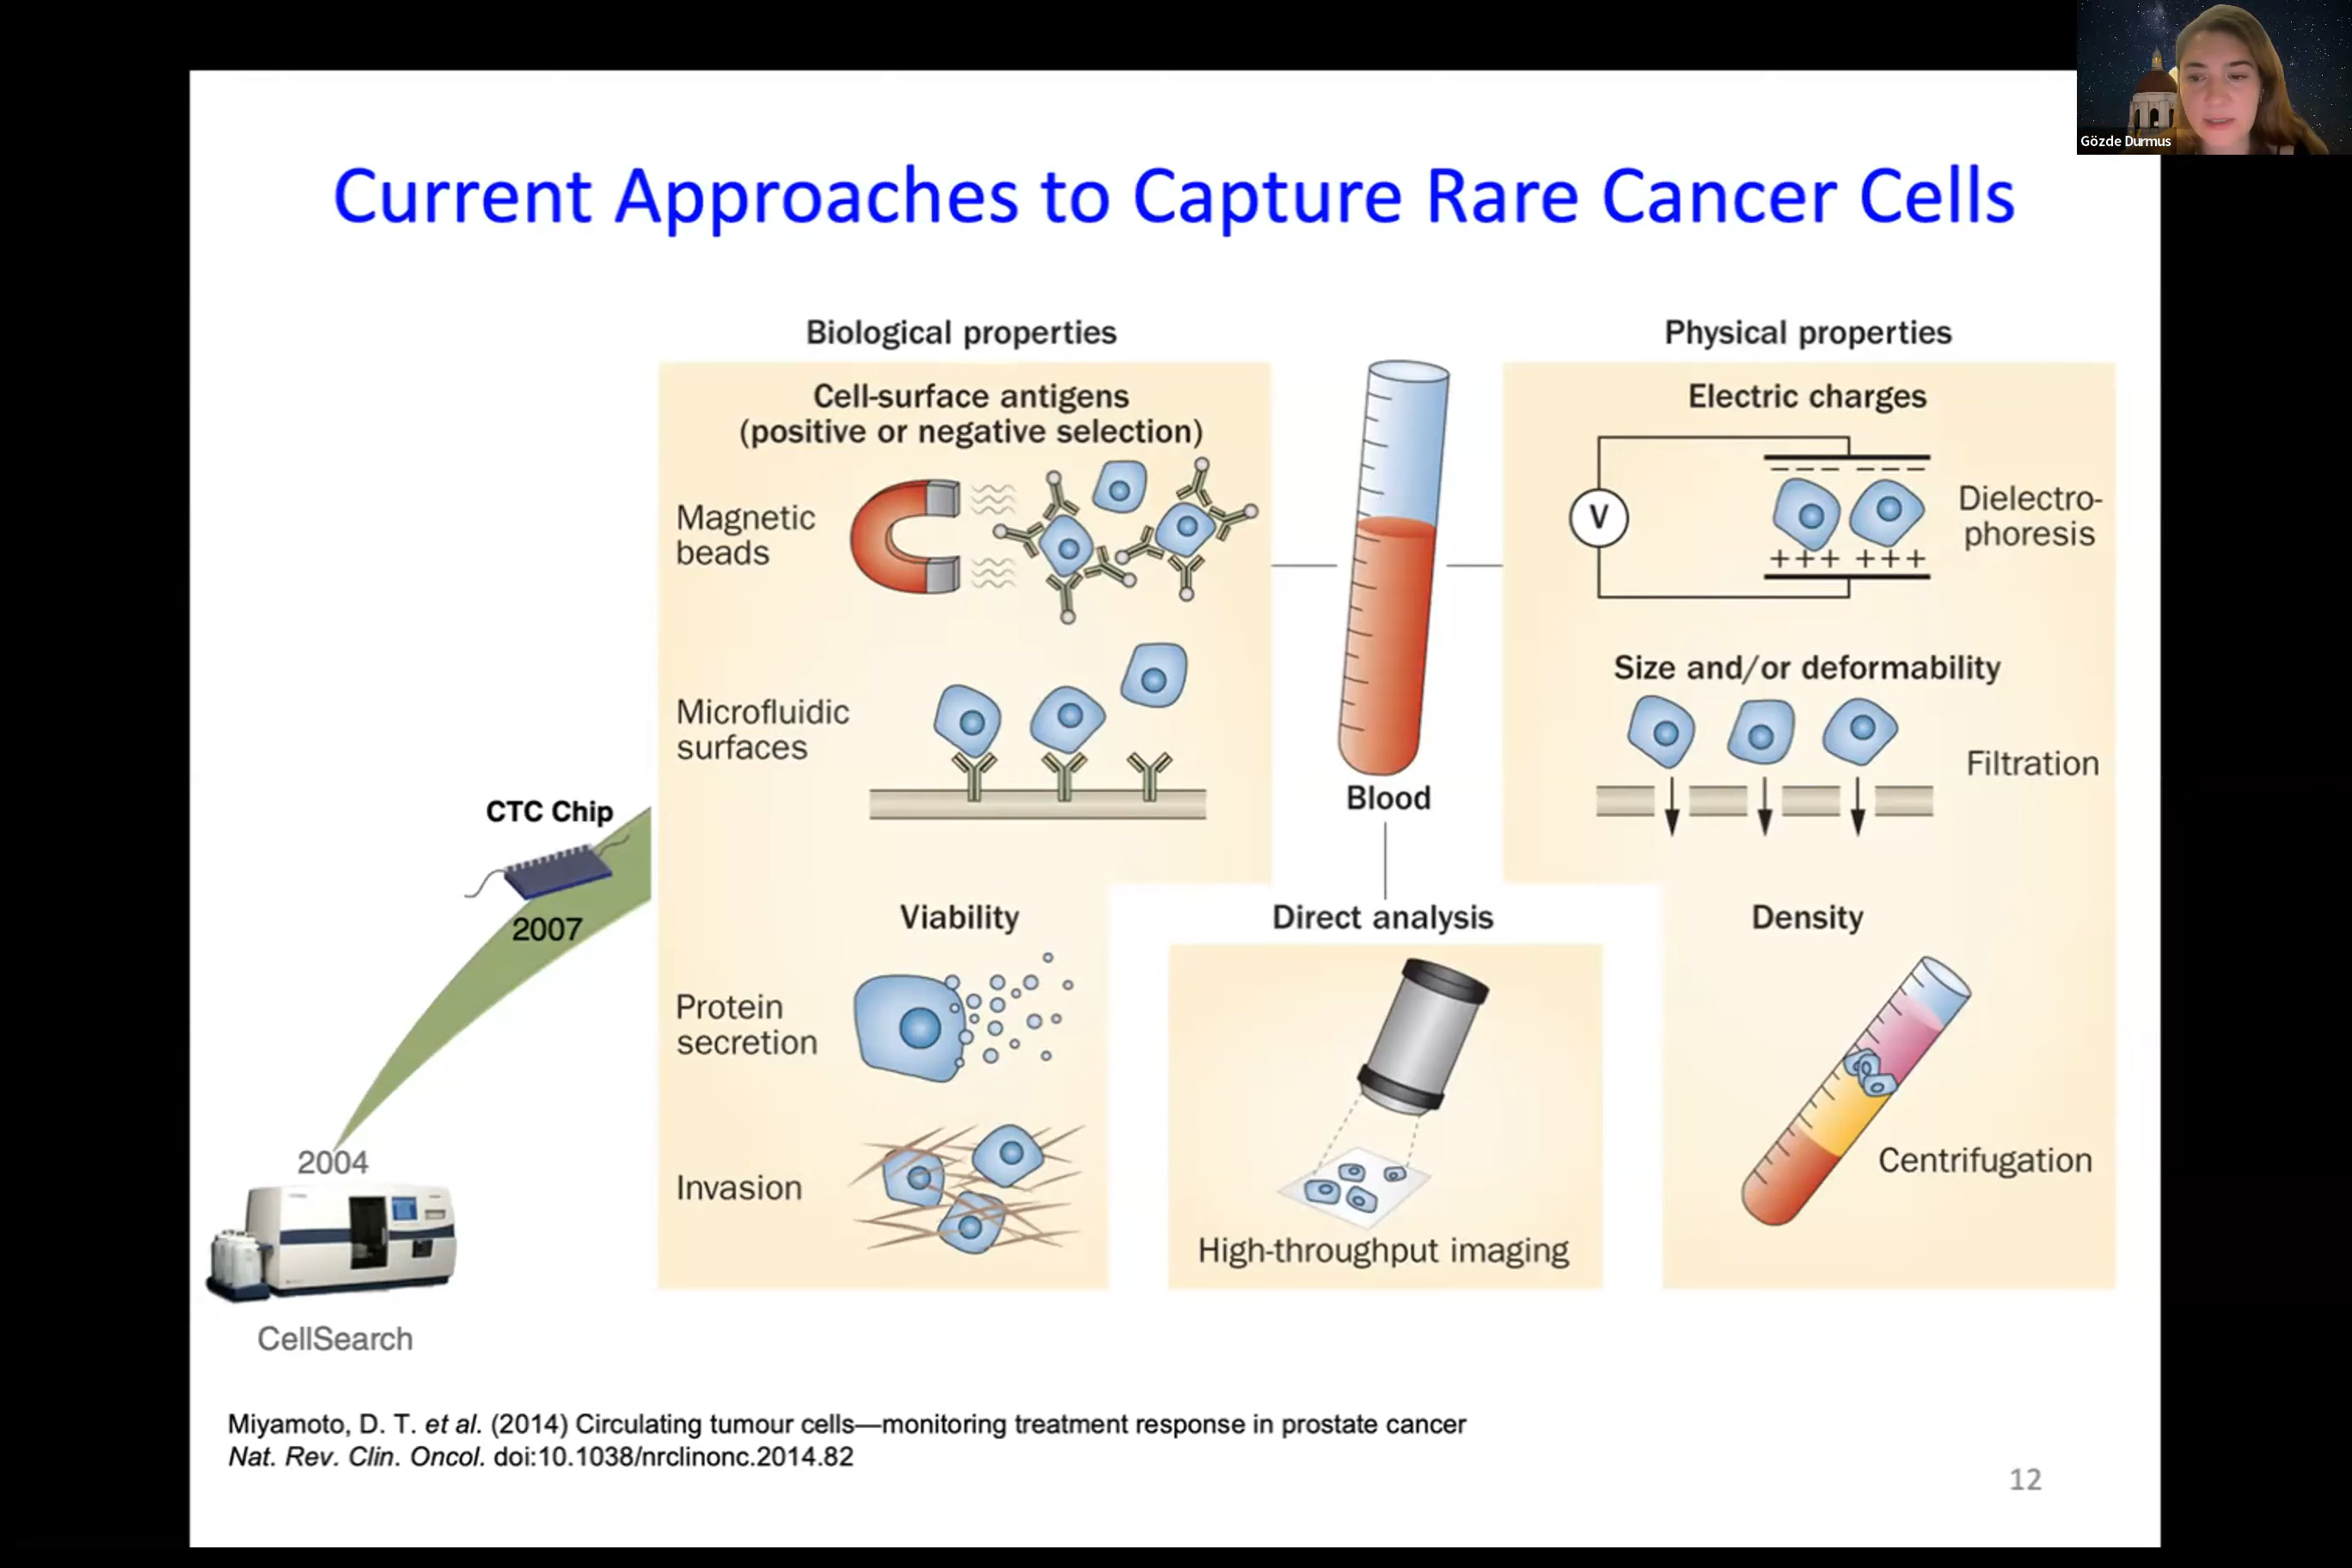 Gözde Durmus
Current Approaches to Capture Rare Cancer Cells
Biological properties
Cell-surface antigens
(positive or negative selection)
Magnetic
beads
Microfluidic
surfaces
Viability
Protein
secretion
Invasion
Blood
Direct analysis
High-throughput imaging
Physical properties
Electric charges
V
– – –  – – –
+++ +++
Dielectro-
phoresis
Size and/or deformability
Filtration
Density
Centrifugation
CTC Chip
2007
2004
CellSearch
Miyamoto, D. T. et al. (2014) Circulating tumour cells—monitoring treatment response in prostate cancer
Nat. Rev. Clin. Oncol. doi:10.1038/nrclinonc.2014.82
12